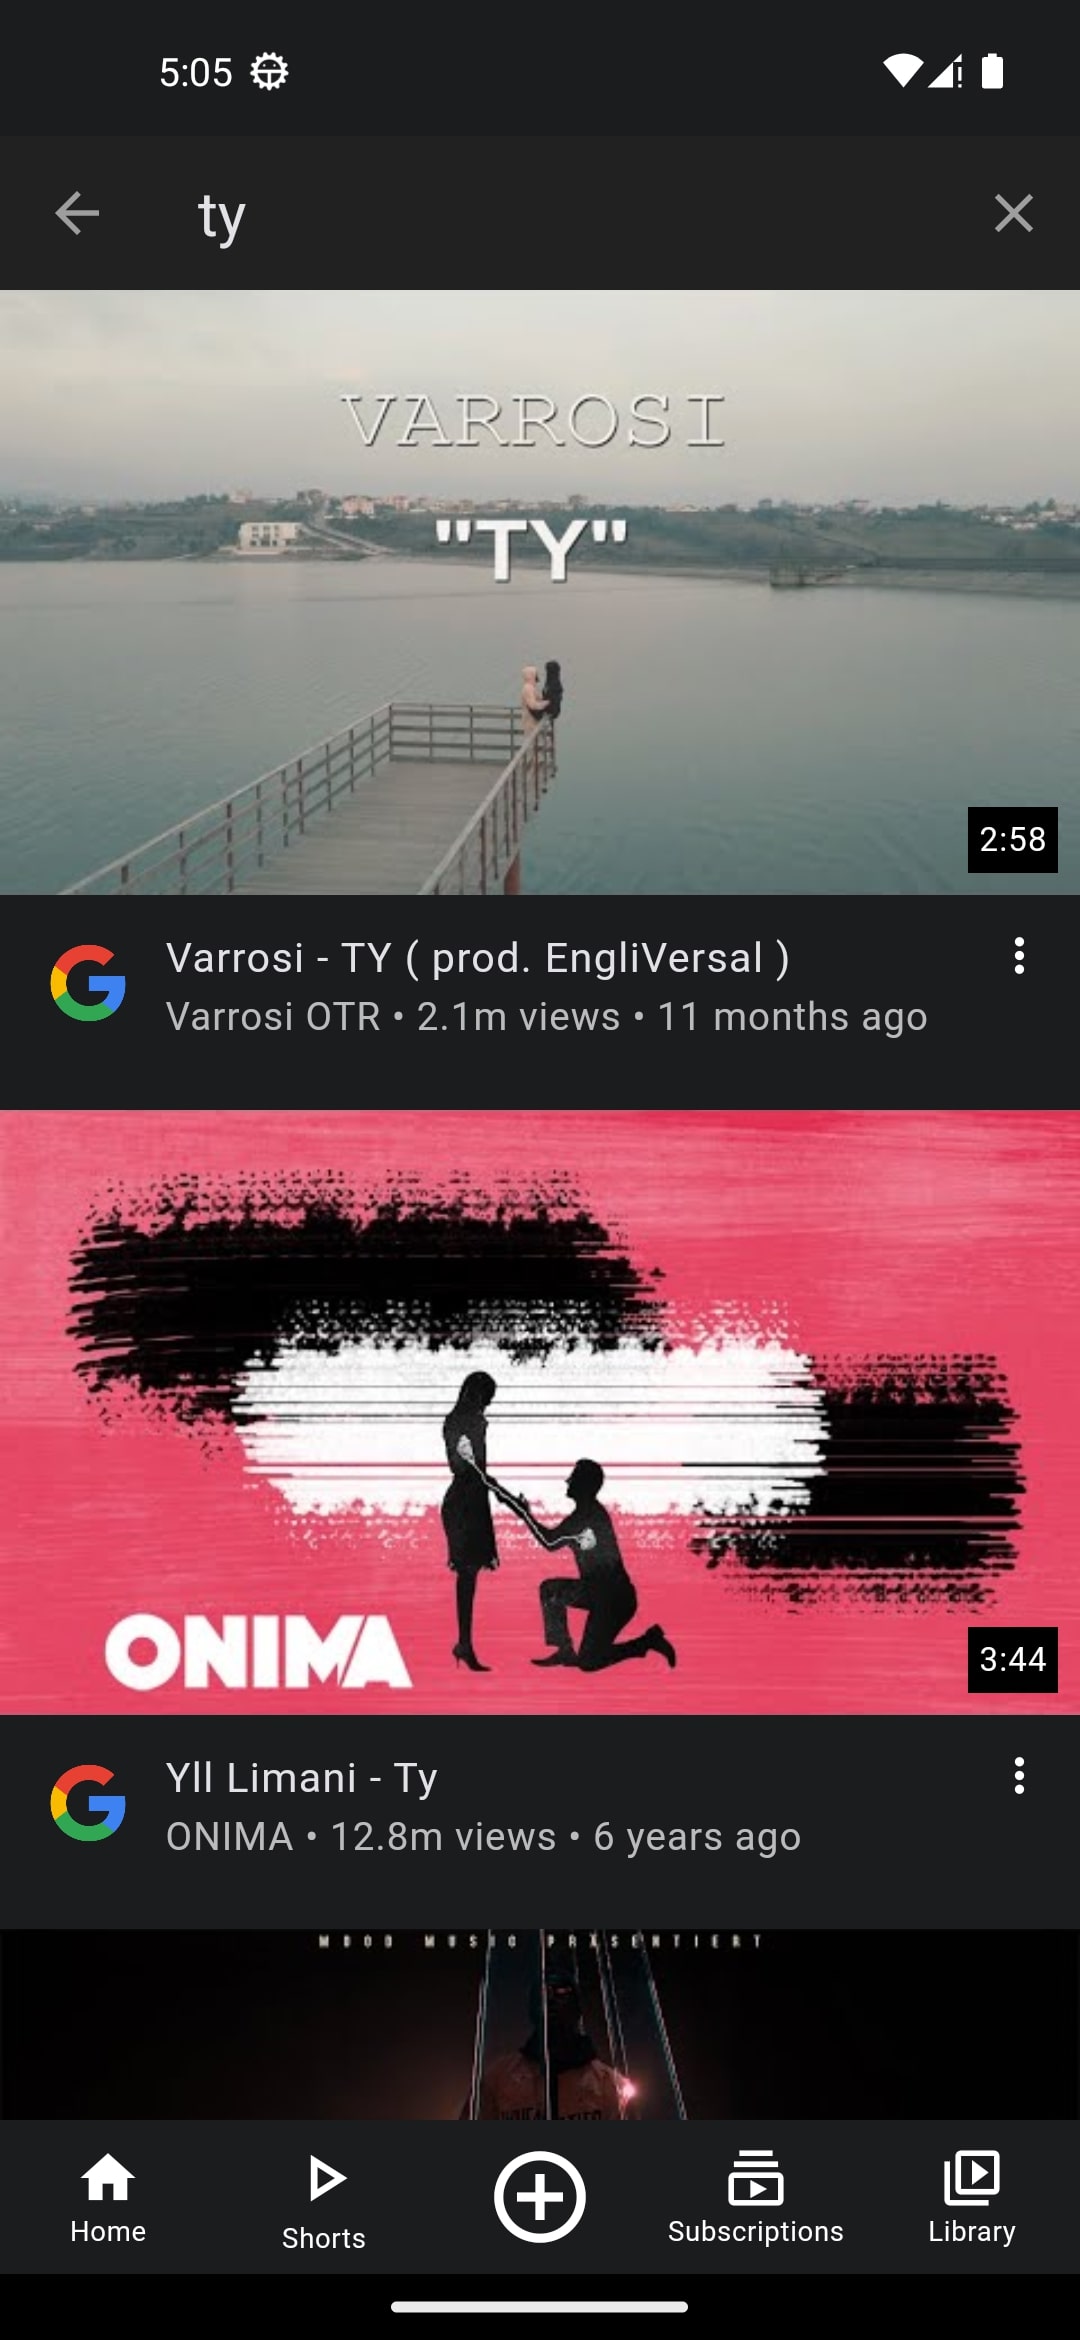 5:05
ty
VARROSI
"TY"
2:58
Varrosi - TY ( prod. EngliVersal )
Varrosi OTR • 2.1m views • 11 months ago
ONIMA
3:44
Yll Limani - Ty
ONIMA • 12.8m views • 6 years ago
MOOD MUSIC PRÄSENTIERT
Home
Shorts
Subscriptions
Library